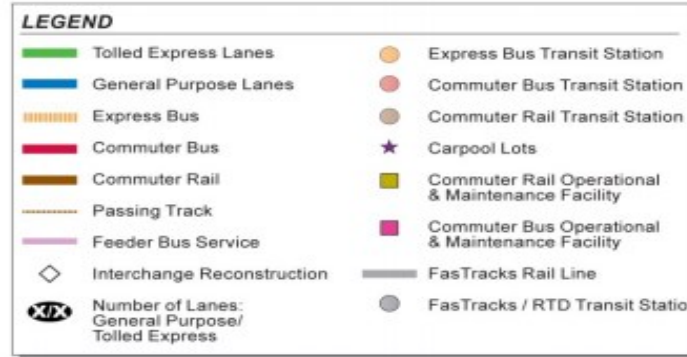 LEGEND
Tolled Express Lanes
General Purpose Lanes
Express Bus
Commuter Bus
Commuter Rail
Passing Track
Feeder Bus Service
Interchange Reconstruction
X/X
Number of Lanes:
General Purpose/
Tolled Express
Express Bus Transit Station
Commuter Bus Transit Station
Commuter Rail Transit Station
Carpool Lots
Commuter Rail Operational
& Maintenance Facility
Commuter Bus Operational
& Maintenance Facility
FasTracks Rail Line
FasTracks / RTD Transit Statio